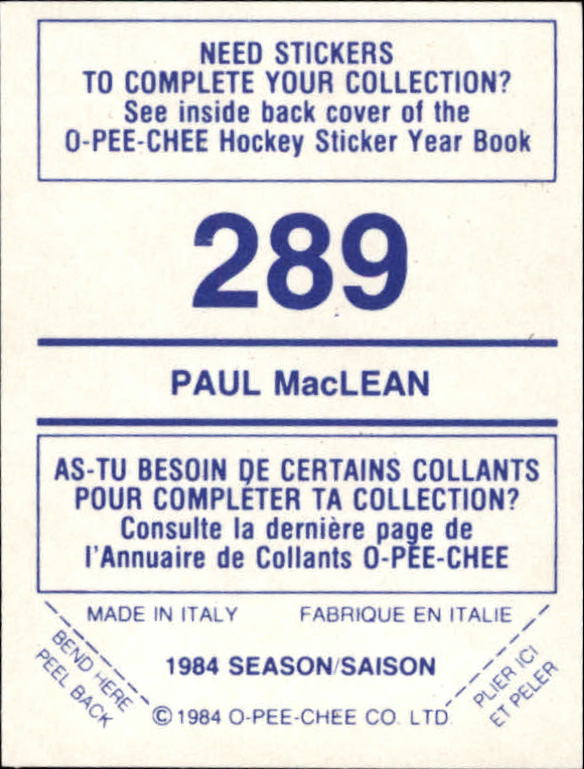 NEED STICKERS
TO COMPLETE YOUR COLLECTION?
See inside back cover of the
O-PEE-CHEE Hockey Sticker Year Book
289
PAUL MacLEAN
AS-TU BESOIN DE CERTAINS COLLANTS
POUR COMPLÉTER TA COLLECTION?
Consulte la dernière page de
l'Annuaire de Collants O-PEE-CHEE
MADE IN ITALY FABRIQUE EN ITALIE
BEND HERE
PEEL BACK
1984 SEASON/SAISON
PLIER ICI
ET PELER
© 1984 O-PEE-CHEE CO. LTD.